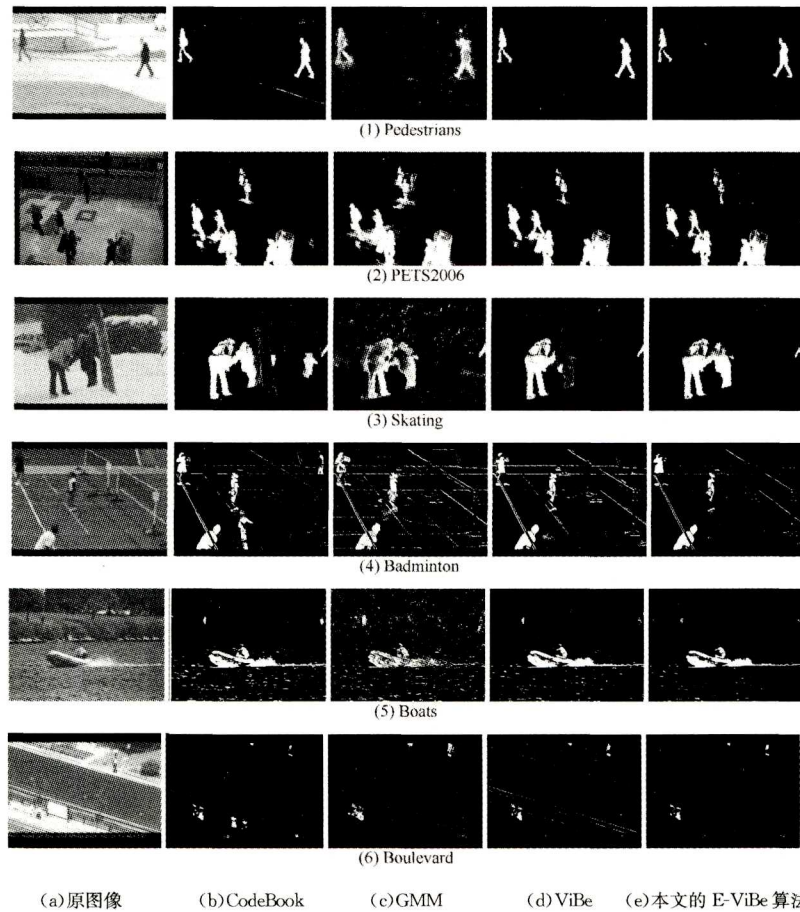 (1) Pedestrians
(2) PETS2006
(3) Skating
(4) Badminton
(5) Boats
(6) Boulevard
(a)原图像 (b)CodeBook (c)GMM (d)ViBe (e)本文的 E-ViBe 算法